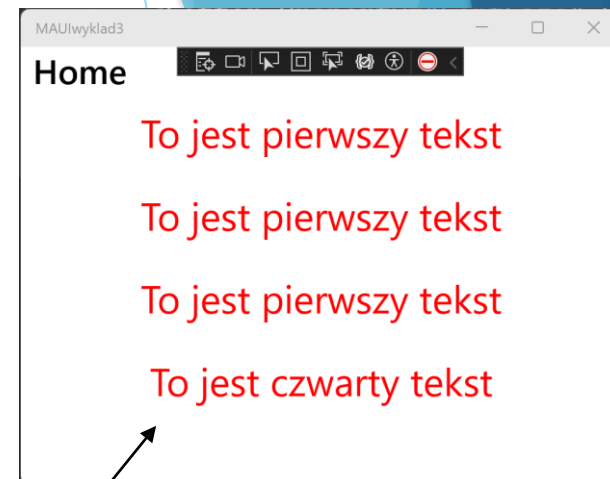 MAUIwyklad3
Home
To jest pierwszy tekst
To jest pierwszy tekst
To jest pierwszy tekst
To jest czwarty tekst